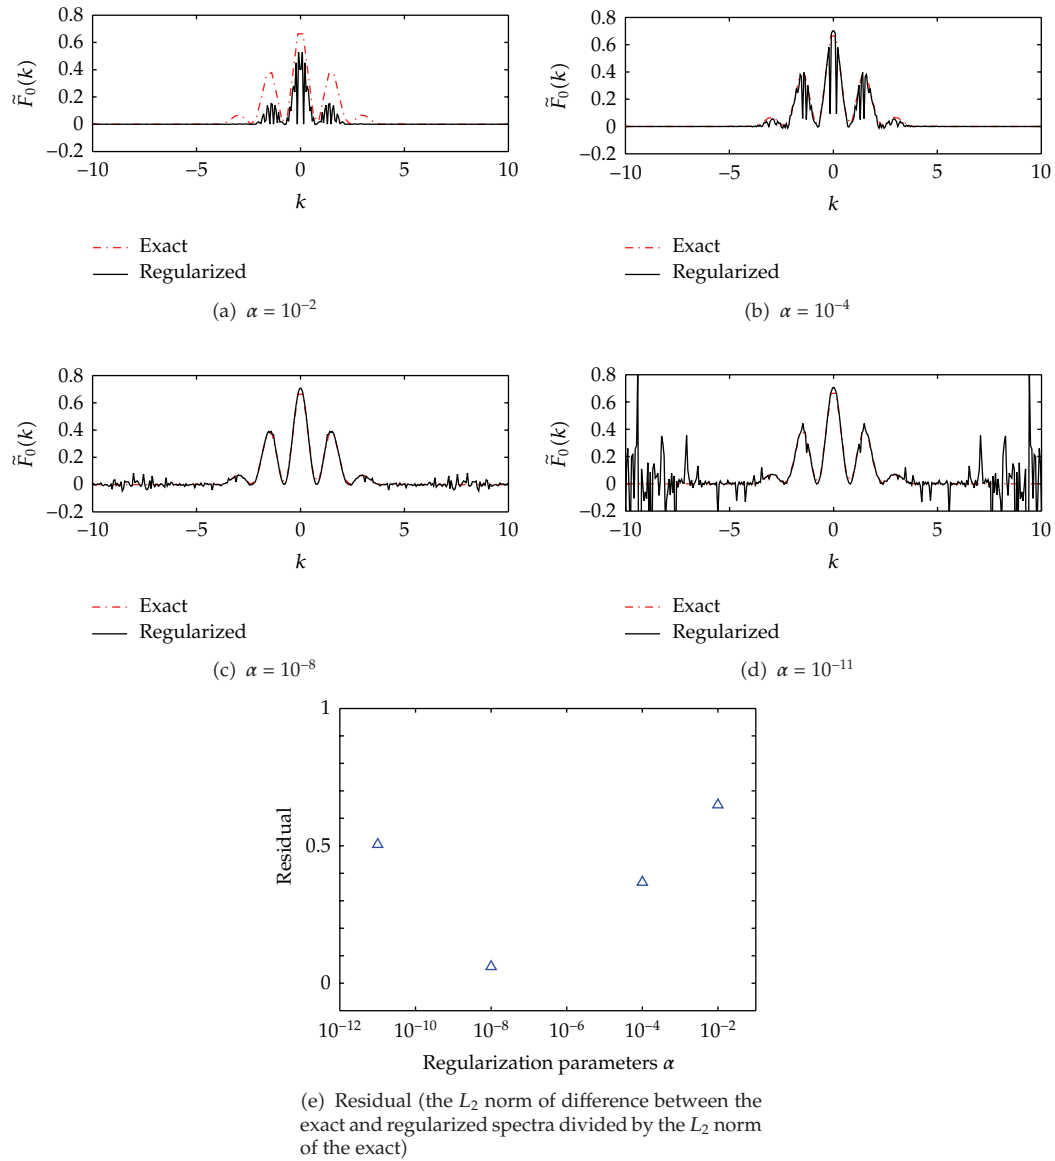 0.8
0.6
0.4
0.2
0
−0.2
F̃₀(k)
−10 −5 0 5 10
k
Exact
Regularized
(a) α = 10⁻²
0.8
0.6
0.4
0.2
0
−0.2
F̃₀(k)
−10 −5 0 5 10
k
Exact
Regularized
(b) α = 10⁻⁴
0.8
0.6
0.4
0.2
0
−0.2
F̃₀(k)
−10 −5 0 5 10
k
Exact
Regularized
(c) α = 10⁻⁸
0.8
0.6
0.4
0.2
0
−0.2
F̃₀(k)
−10 −5 0 5 10
k
Exact
Regularized
(d) α = 10⁻¹¹
1
0.5
0
Residual
10⁻¹² 10⁻¹⁰ 10⁻⁸ 10⁻⁶ 10⁻⁴ 10⁻²
Regularization parameters α
(e) Residual (the L₂ norm of difference between the
exact and regularized spectra divided by the L₂ norm
of the exact)